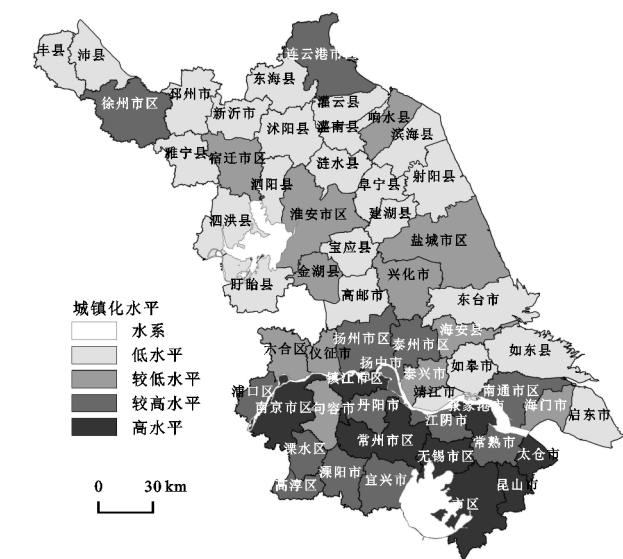 丰县
沛县
连云港市
徐州市区
邳州市
东海县
新沂市
灌云县
沭阳县
灌南县
响水县
滨海县
睢宁县
宿迁市区
涟水县
泗阳县
阜宁县
射阳县
泗洪县
淮安市区
建湖县
盐城市区
宝应县
金湖县
兴化市
盱眙县
高邮市
东台市
城镇化水平
水系
低水平
较低水平
较高水平
高水平
0 30 km
扬州市区
泰州市区
海安县
六合区
仪征市
扬中市
如东县
泰兴市
如皋市
浦口区
镇江市区
靖江市
南通市区
南京市区
句容市
丹阳市
张家港市
海门市
启东市
江阴市
溧水区
常州市区
常熟市
无锡市区
太仓市
高淳区
溧阳市
宜兴市
昆山市
市区